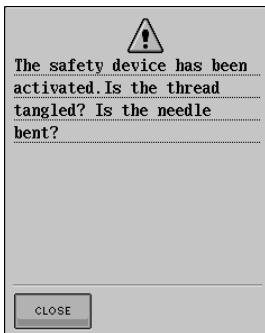 The safety device has been
activated.Is the thread
tangled? Is the needle
bent?
CLOSE